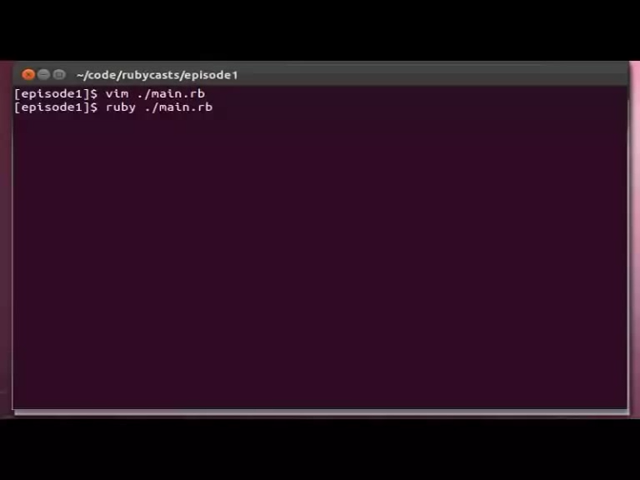 ~/code/rubycasts/episode1
[episode1]$ vim ./main.rb
[episode1]$ ruby ./main.rb